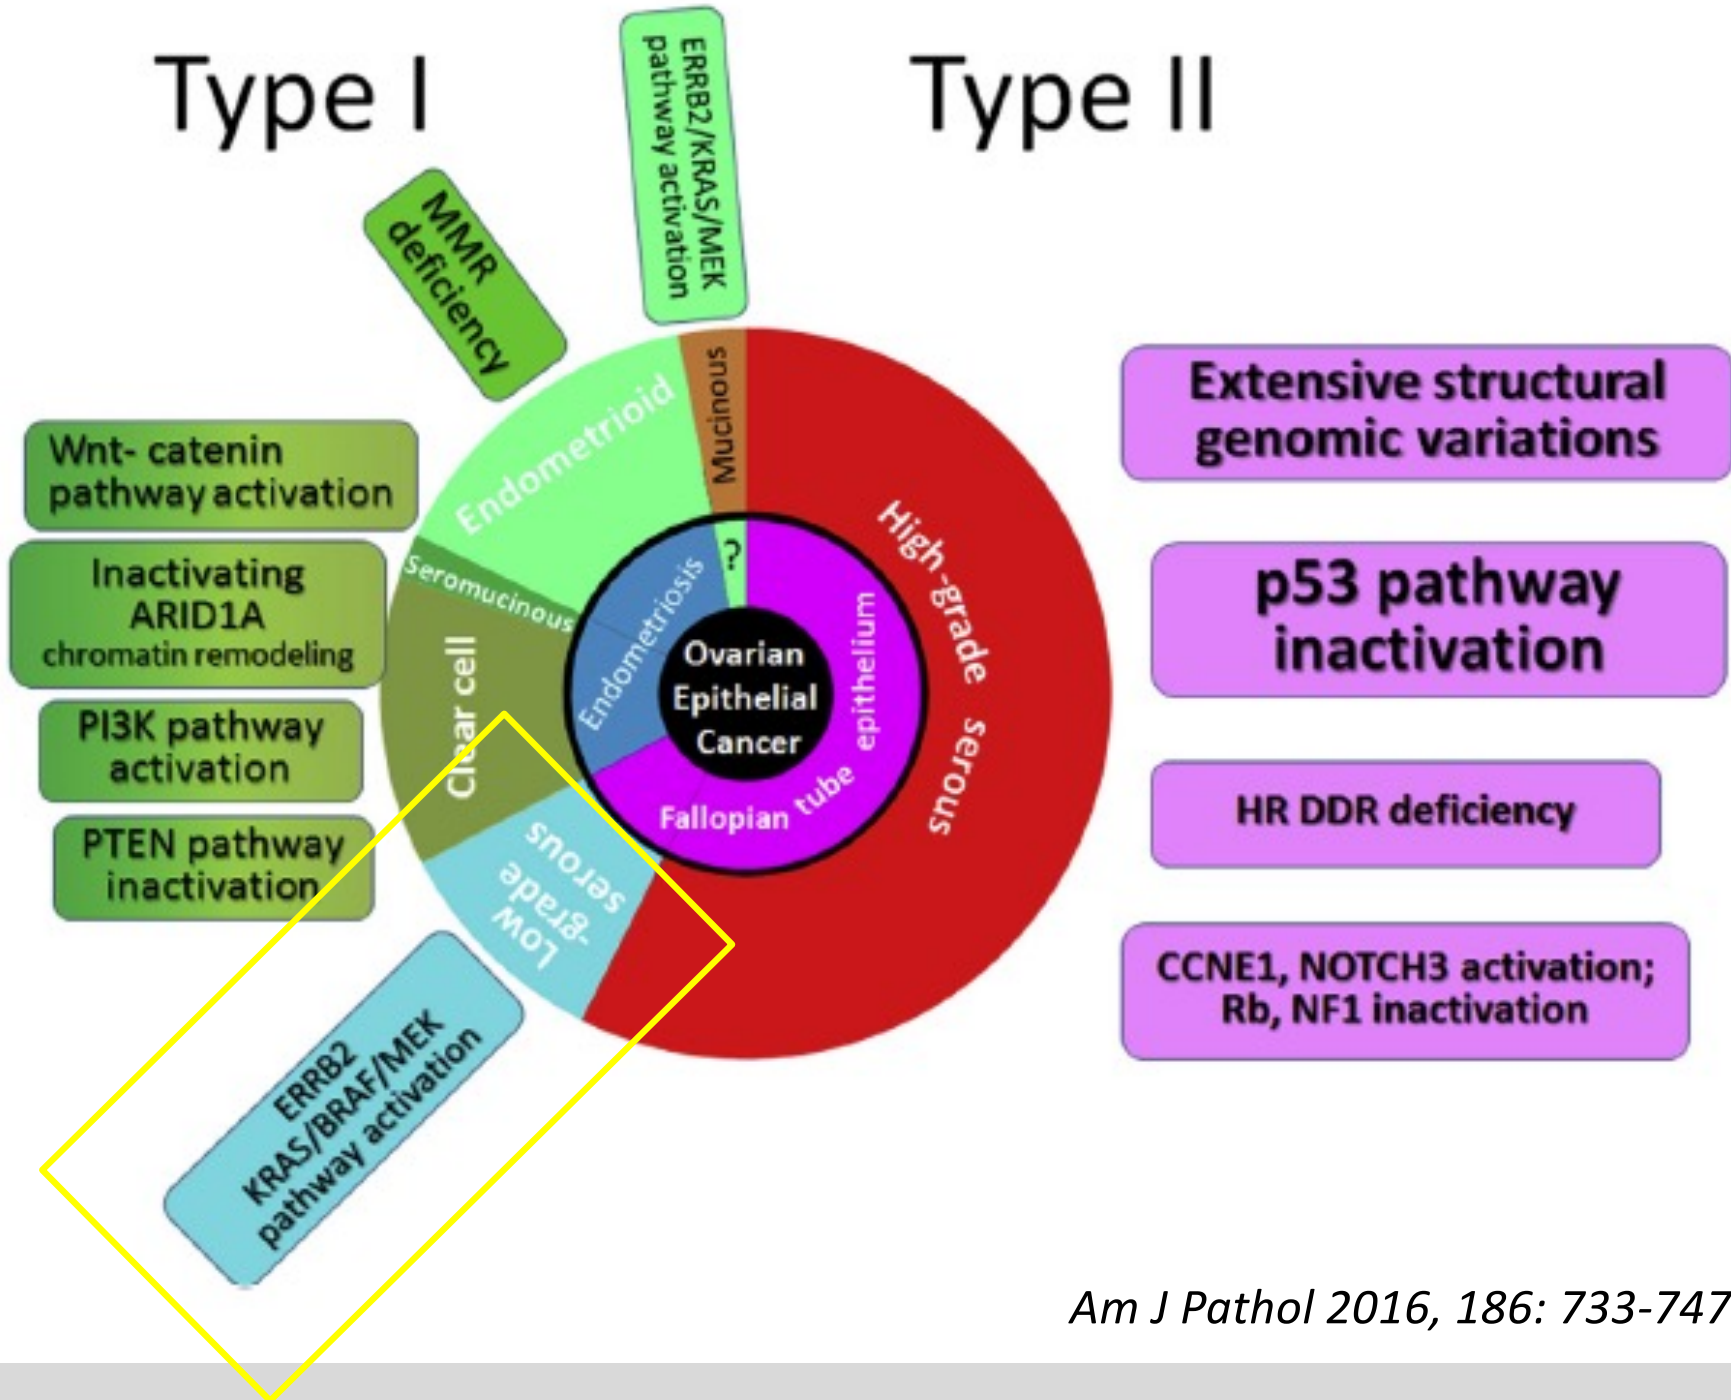 Type I
Type II
ERRB2/KRAS/MEK
pathway activation
MMR
deficiency
Wnt- catenin
pathway activation
Inactivating
ARID1A
chromatin remodeling
PI3K pathway
activation
PTEN pathway
inactivation
ERRB2
KRAS/BRAF/MEK
pathway activation
Mucinous
Endometrioid
Seromucinous
Clear cell
Low
-grade
serous
High-grade serous
?
Endometriosis
Fallopian tube epithelium
Ovarian
Epithelial
Cancer
Extensive structural
genomic variations
p53 pathway
inactivation
HR DDR deficiency
CCNE1, NOTCH3 activation;
Rb, NF1 inactivation
Am J Pathol 2016, 186: 733-747